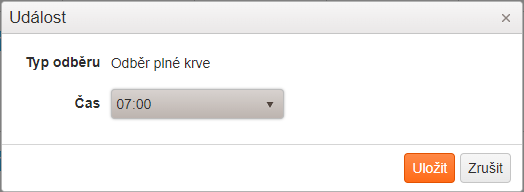 Událost ×
Typ odběru Odběr plné krve
Čas 07:00
Uložit Zrušit